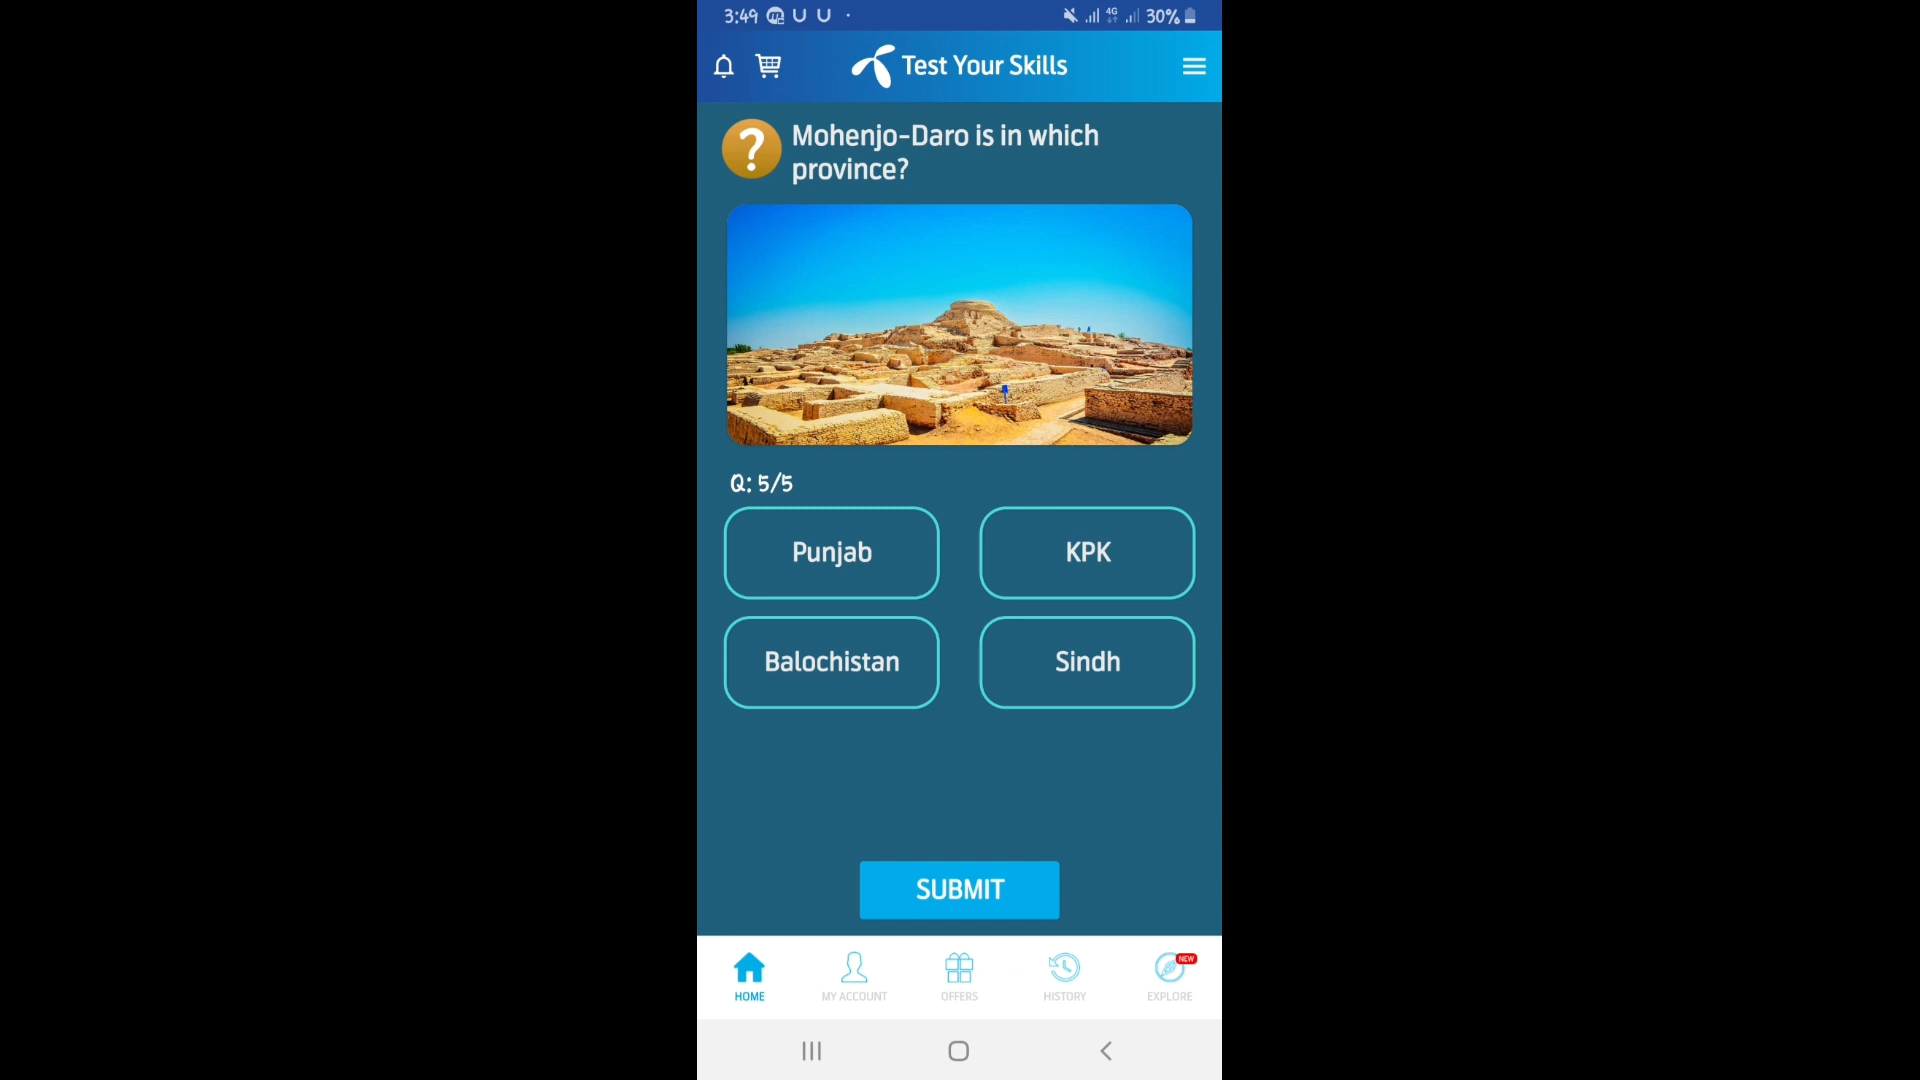 3:49
4G
30%
Test Your Skills
?
Mohenjo-Daro is in which
province?
Q: 5/5
Punjab
KPK
Balochistan
Sindh
SUBMIT
NEW
HOME
MY ACCOUNT
OFFERS
HISTORY
EXPLORE